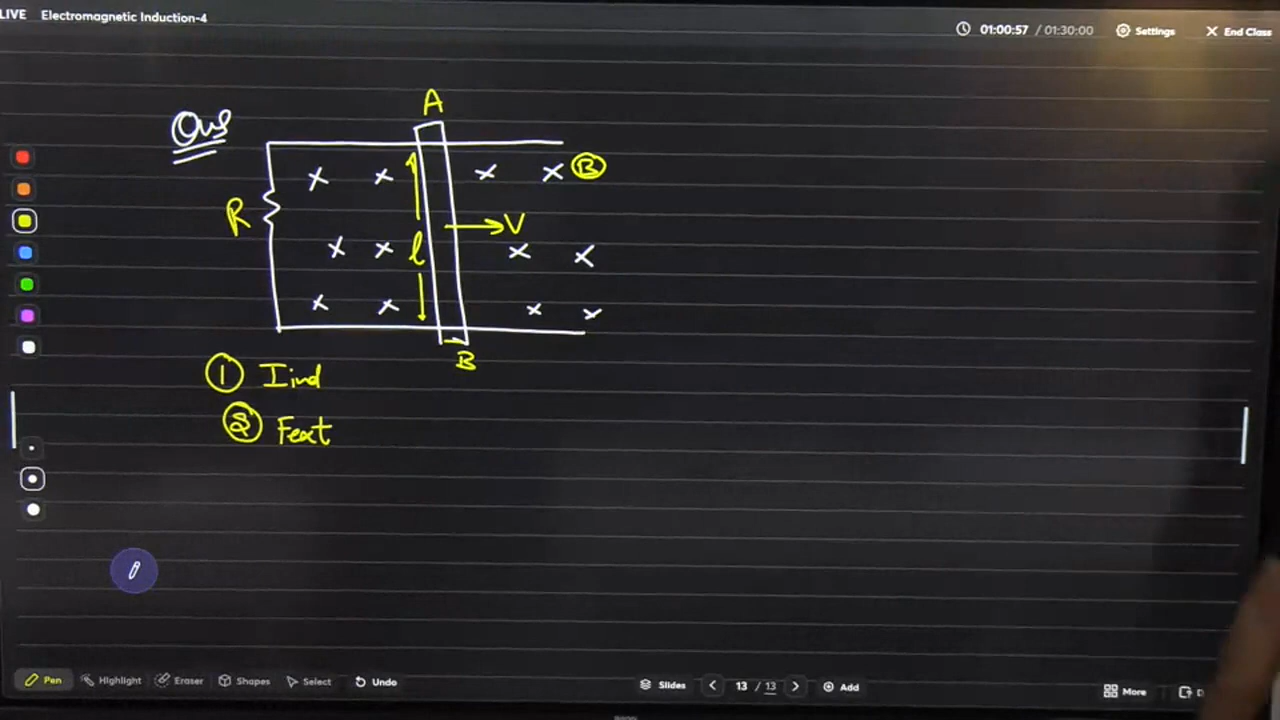 LIVE Electromagnetic Induction-4
01:00:57 / 01:30:00 Settings End Class
Ques
A
× × × × B
R
V
× × l × ×
× × × ×
B
1 Iind
2 Fext
Pen Highlight Eraser Shapes Select Undo Slides 13 / 13 Add More